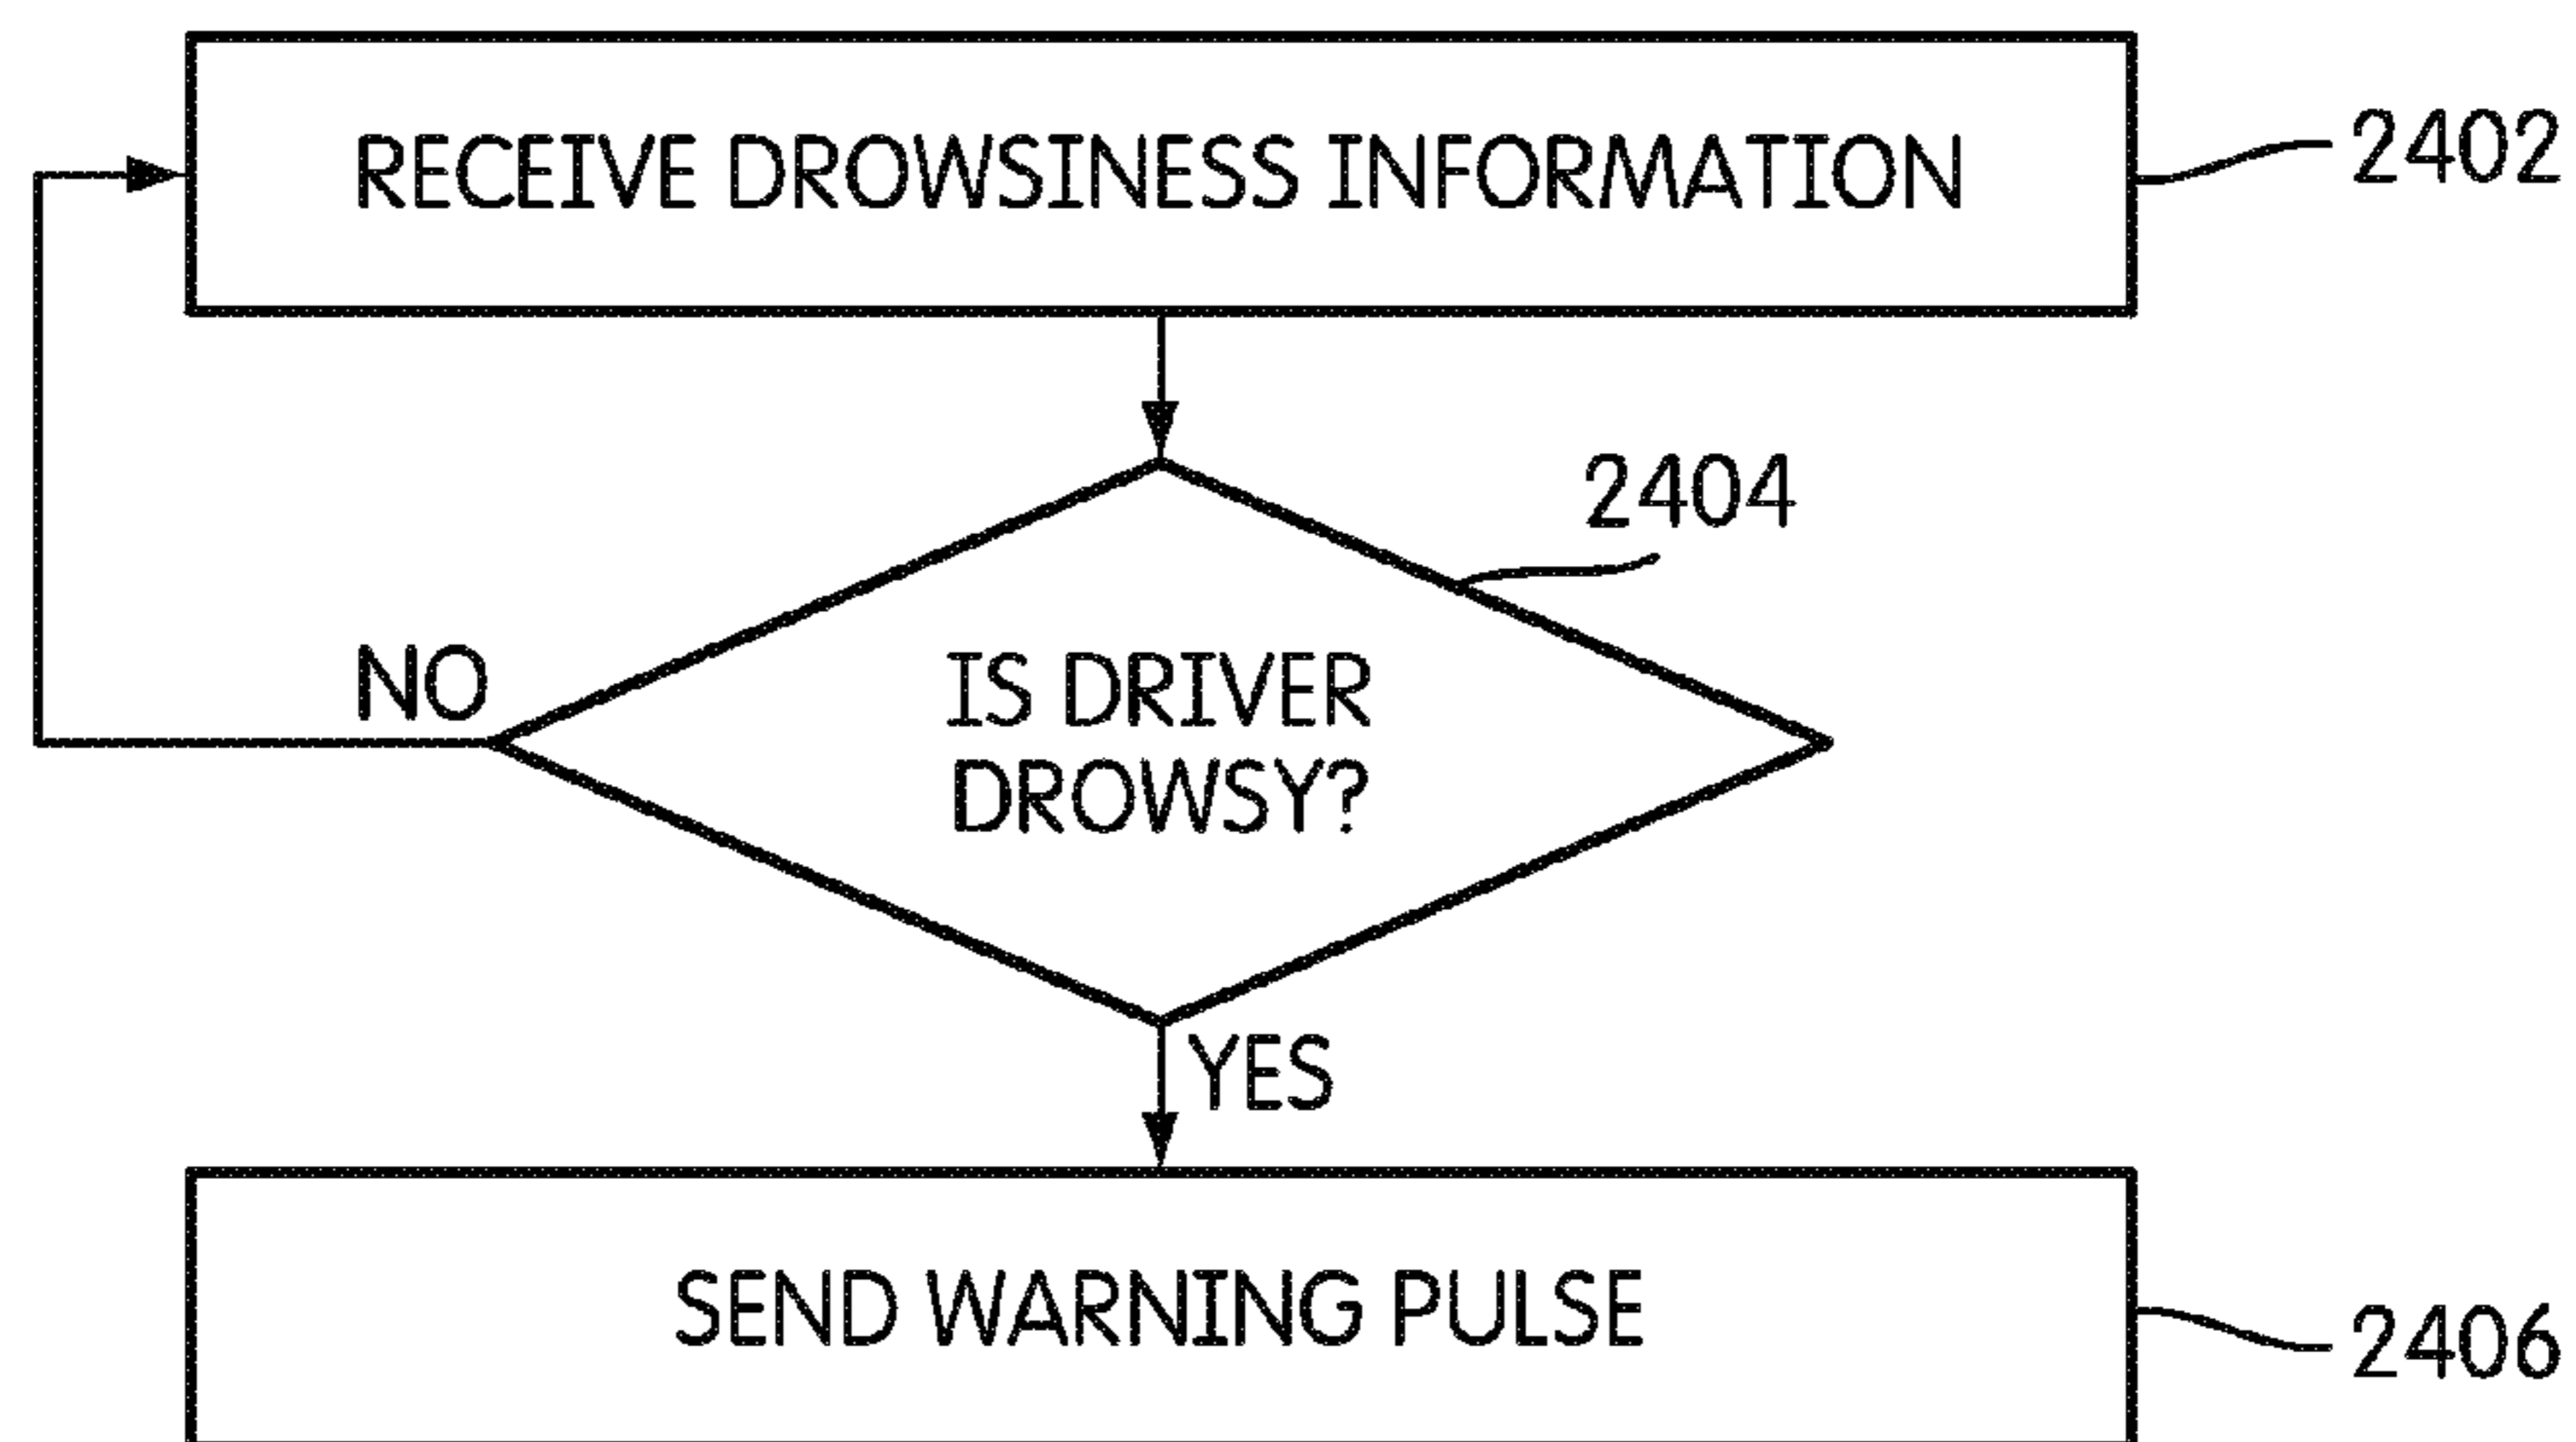 RECEIVE DROWSINESS INFORMATION
2402
2404
NO
IS DRIVER
DROWSY?
YES
SEND WARNING PULSE
2406